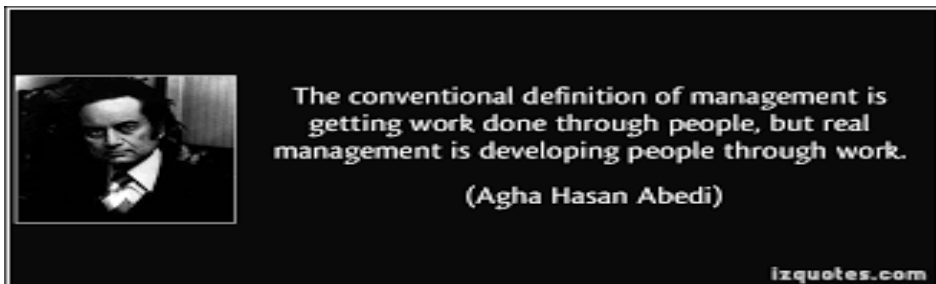 The conventional definition of management is
getting work done through people, but real
management is developing people through work.
(Agha Hasan Abedi)
izquotes.com